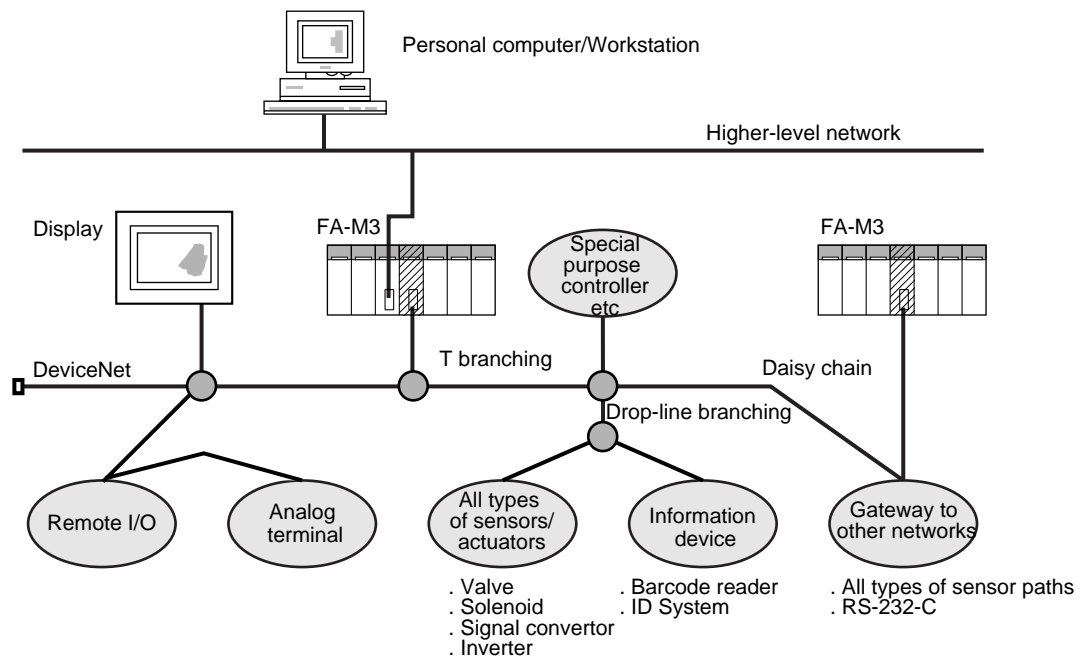 Personal computer/Workstation
Higher-level network
Display
FA-M3
Special
purpose
controller
etc
FA-M3
DeviceNet
T branching
Daisy chain
Drop-line branching
Remote I/O
Analog
terminal
All types
of sensors/
actuators
Information
device
Gateway to
other networks
. Valve
. Solenoid
. Signal convertor
. Inverter
. Barcode reader
. ID System
. All types of sensor paths
. RS-232-C